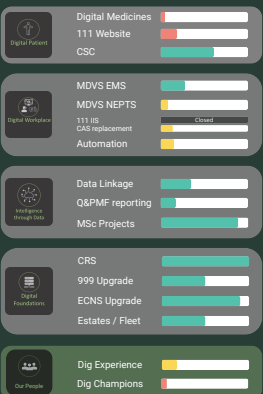 Digital Patient
Digital Medicines
111 Website
CSC
Digital Workplace
MDVS EMS
MDVS NEPTS
111 IIS
Closed
CAS replacement
Automation
Intelligence
through Data
Data Linkage
Q&PMF reporting
MSc Projects
Digital
Foundations
CRS
999 Upgrade
ECNS Upgrade
Estates / Fleet
Our People
Dig Experience
Dig Champions